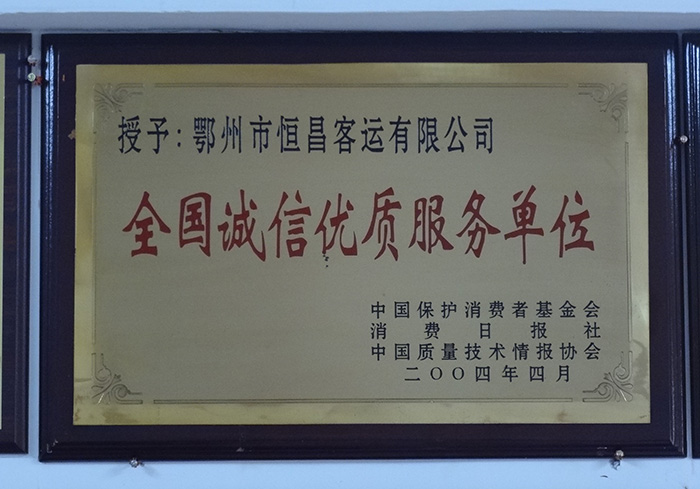 授予:鄂州市恒昌客运有限公司
全国诚信优质服务单位
中国保护消费者基金会
消费日报社
中国质量技术情报协会
二〇〇四年四月